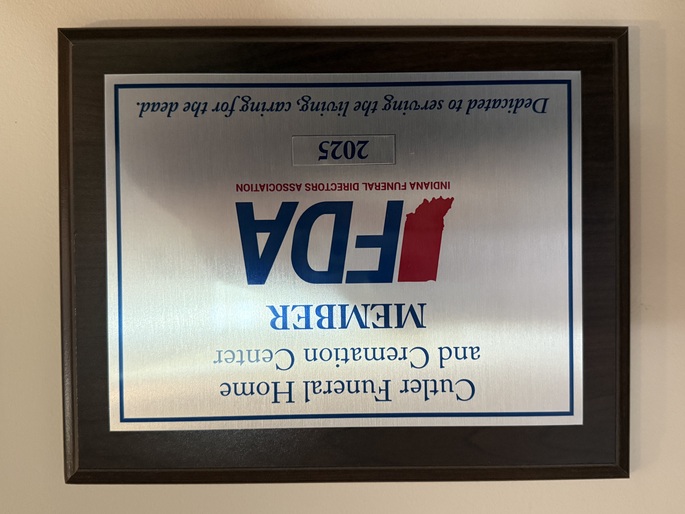 Cutler Funeral Home
and Cremation Center
MEMBER
IFDA
INDIANA FUNERAL DIRECTORS ASSOCIATION
2025
Dedicated to serving the living, caring for the dead.